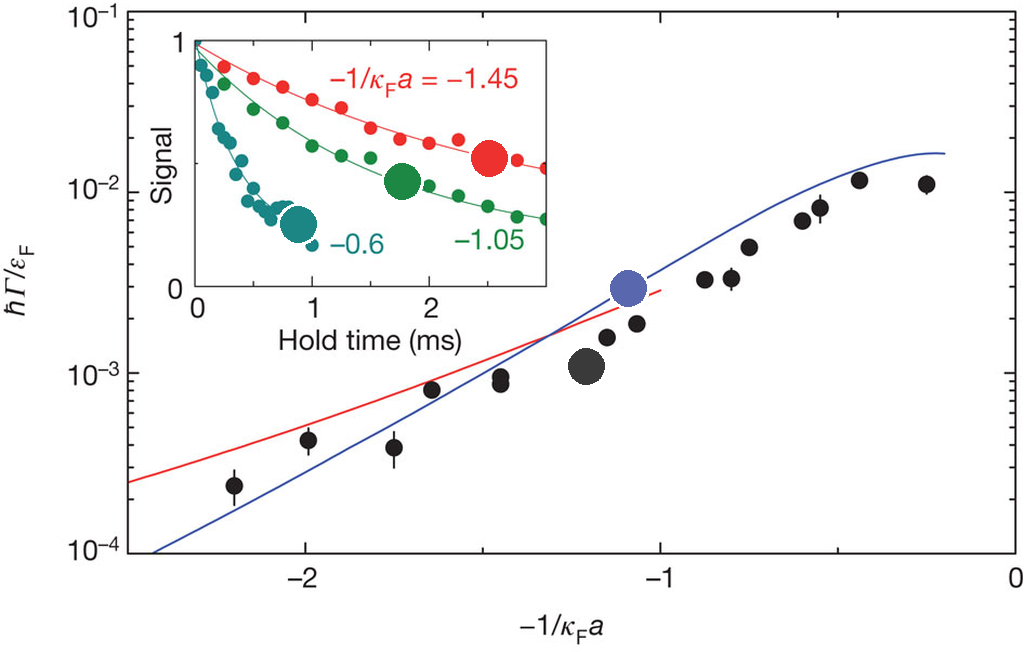 10⁻¹
10⁻²
10⁻³
10⁻⁴
ħΓ/ε_F
−2
−1
0
−1/κ_Fa
1
0
Signal
0
1
2
Hold time (ms)
−1/κ_Fa = −1.45
−1.05
−0.6